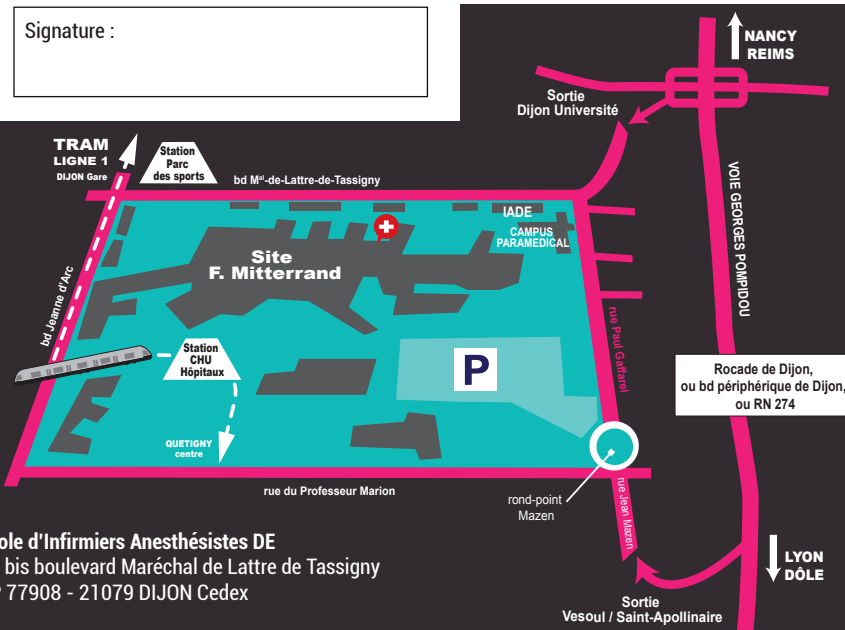 Signature :
NANCY
REIMS
Sortie
Dijon Université
TRAM
LIGNE 1
DIJON Gare
Station
Parc
des sports
bd Mal-de-Lattre-de-Tassigny
IADE
CAMPUS
PARAMEDICAL
Site
F. Mitterrand
VOIE GEORGES POMPIDOU
bd Jeanne d'Arc
rue Paul Gaffarel
Station
CHU
Hôpitaux
P
Rocade de Dijon,
ou bd périphérique de Dijon,
ou RN 274
QUETIGNY
centre
rue du Professeur Marion
rond-point
Mazen
rue Jean Mazen
ole d'Infirmiers Anesthésistes DE
bis boulevard Maréchal de Lattre de Tassigny
77908 - 21079 DIJON Cedex
LYON
DÔLE
Sortie
Vesoul / Saint-Apollinaire